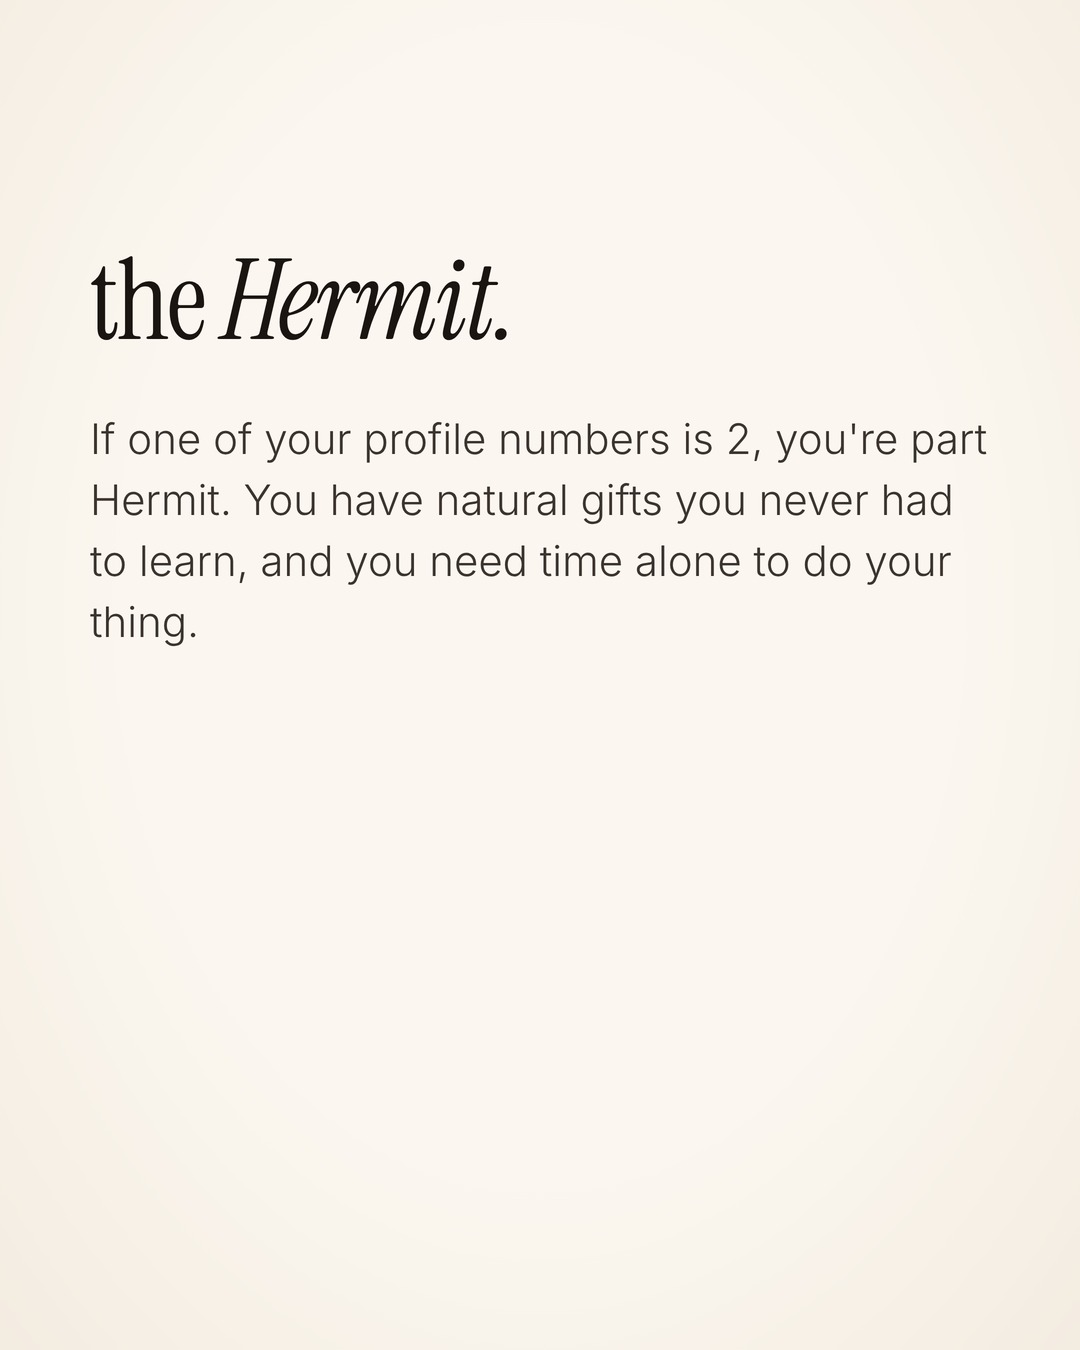 the Hermit.
If one of your profile numbers is 2, you're part
Hermit. You have natural gifts you never had
to learn, and you need time alone to do your
thing.